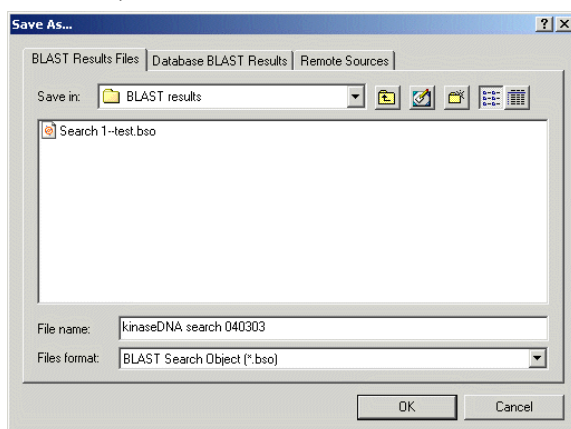 Save As...
BLAST Results Files Database BLAST Results Remote Sources
Save in: BLAST results
Search 1--test.bso
File name: kinaseDNA search 040303
Files format: BLAST Search Object (*.bso)
OK Cancel